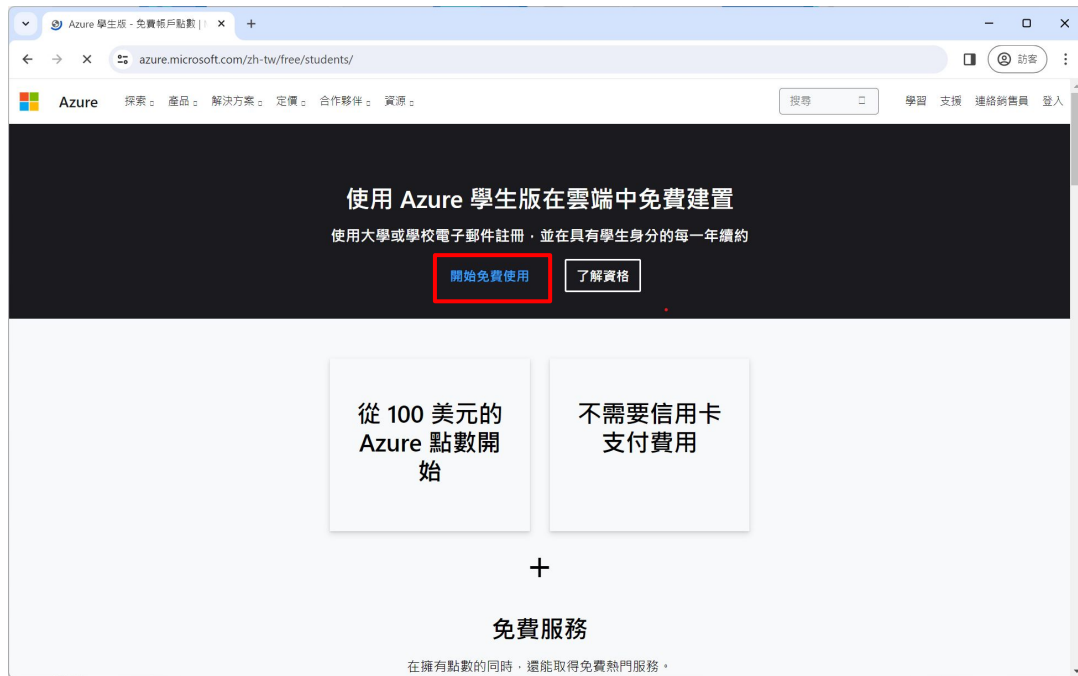 Azure 學生版 - 免費帳戶點數 |
azure.microsoft.com/zh-tw/free/students/
訪客
Azure 探索 產品 解決方案 定價 合作夥伴 資源 搜尋 學習 支援 連絡銷售員 登入
使用 Azure 學生版在雲端中免費建置
使用大學或學校電子郵件註冊，並在具有學生身分的每一年續約
開始免費使用 了解資格
從 100 美元的
Azure 點數開
始
不需要信用卡
支付費用
+
免費服務
在擁有點數的同時，還能取得免費熱門服務。